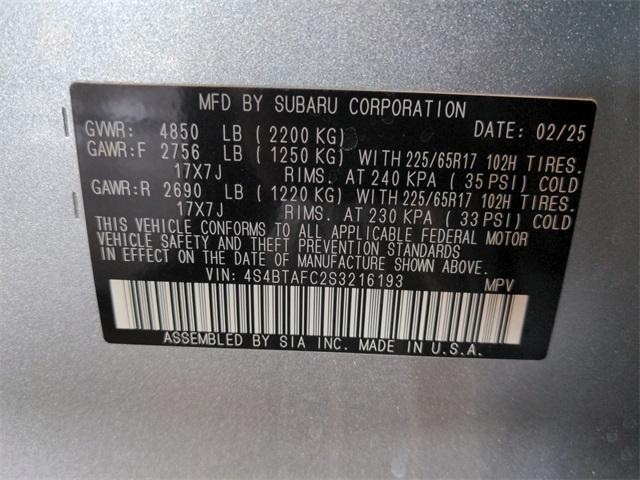 MFD BY SUBARU CORPORATION
GVWR: 4850 LB ( 2200 KG) DATE: 02/25
GAWR:F 2756 LB ( 1250 KG) WITH 225/65R17 102H TIRES.
17X7J RIMS. AT 240 KPA ( 35 PSI) COLD
GAWR:R 2690 LB ( 1220 KG) WITH 225/65R17 102H TIRES.
17X7J RIMS. AT 230 KPA ( 33 PSI) COLD
THIS VEHICLE CONFORMS TO ALL APPLICABLE FEDERAL MOTOR
VEHICLE SAFETY AND THEFT PREVENTION STANDARDS
IN EFFECT ON THE DATE OF MANUFACTURE SHOWN ABOVE.
VIN: 4S4BTAFC2S3216193 MPV
ASSEMBLED BY SIA INC. MADE IN U.S.A.